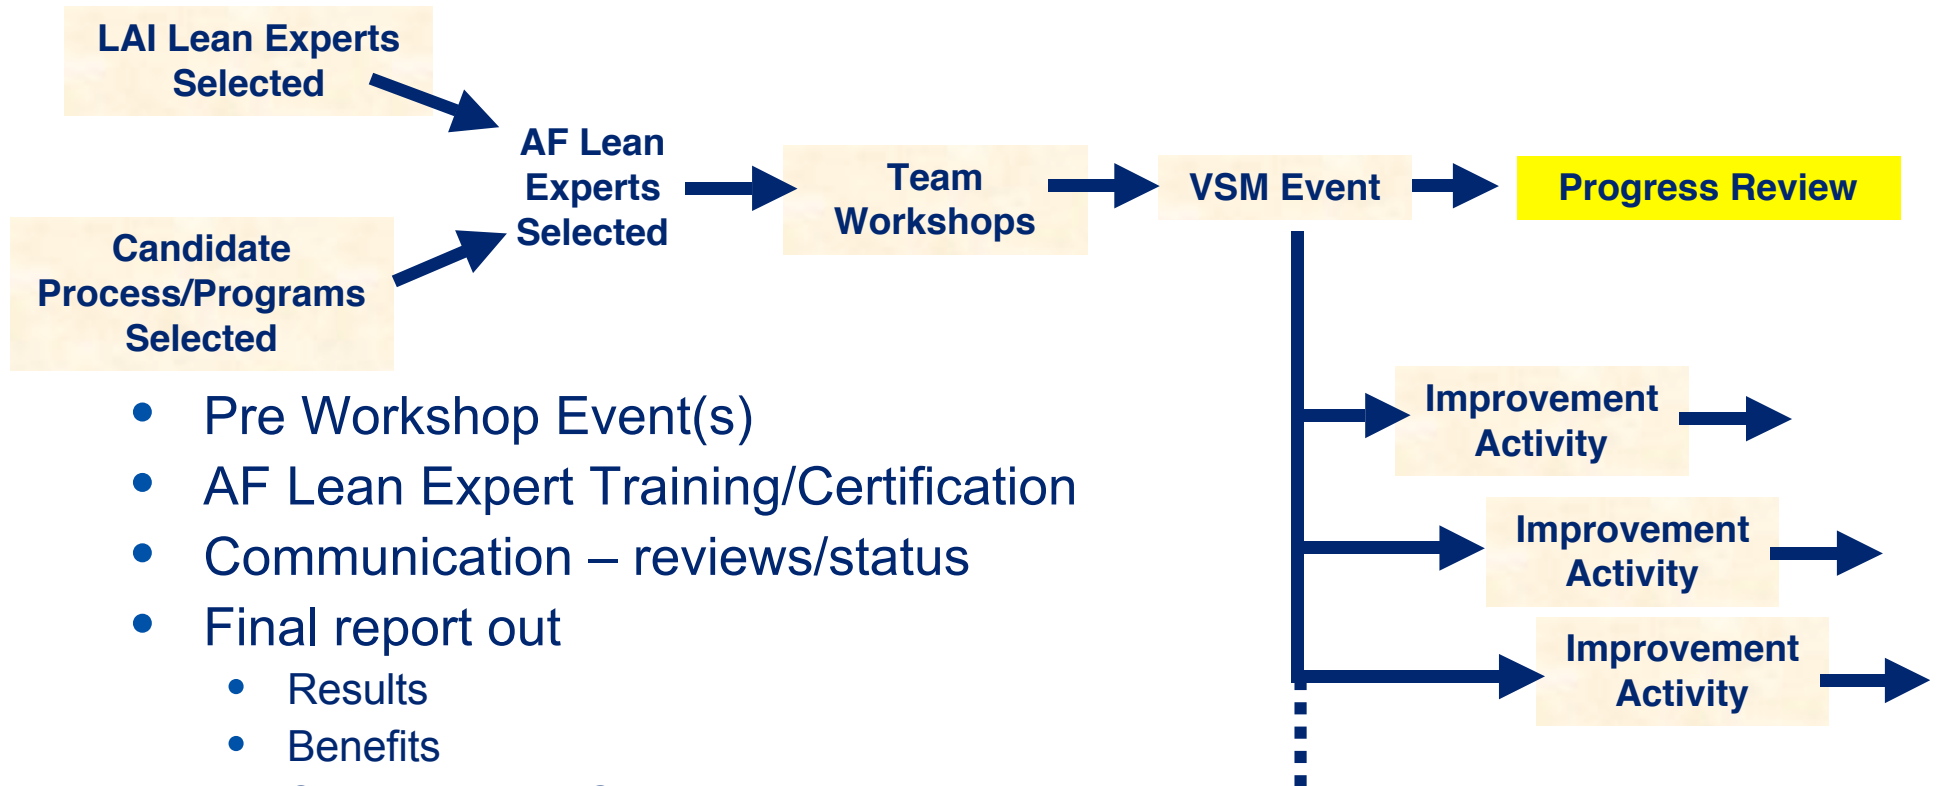 LAI Lean Experts
Selected
AF Lean
Experts
Selected
Candidate
Process/Programs
Selected
Team
Workshops
VSM Event
Progress Review
Improvement
Activity
Improvement
Activity
Improvement
Activity
• Pre Workshop Event(s)
• AF Lean Expert Training/Certification
• Communication – reviews/status
• Final report out
• Results
• Benefits